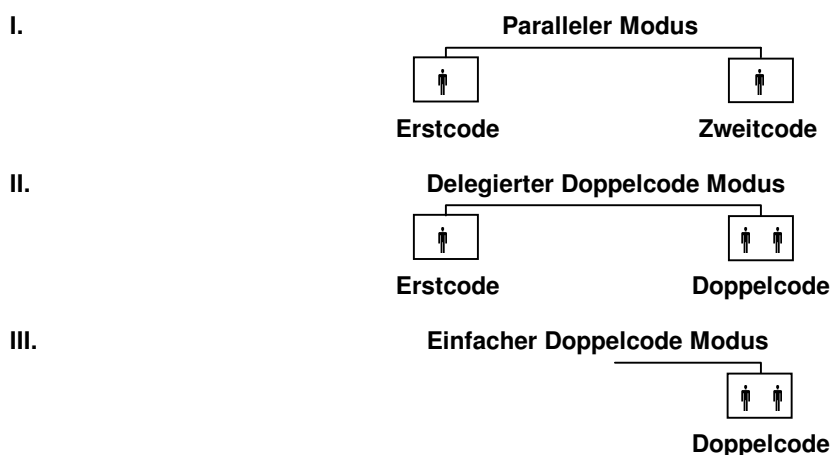 I. Paralleler Modus
Erstcode Zweitcode
II. Delegierter Doppelcode Modus
Erstcode Doppelcode
III. Einfacher Doppelcode Modus
Doppelcode